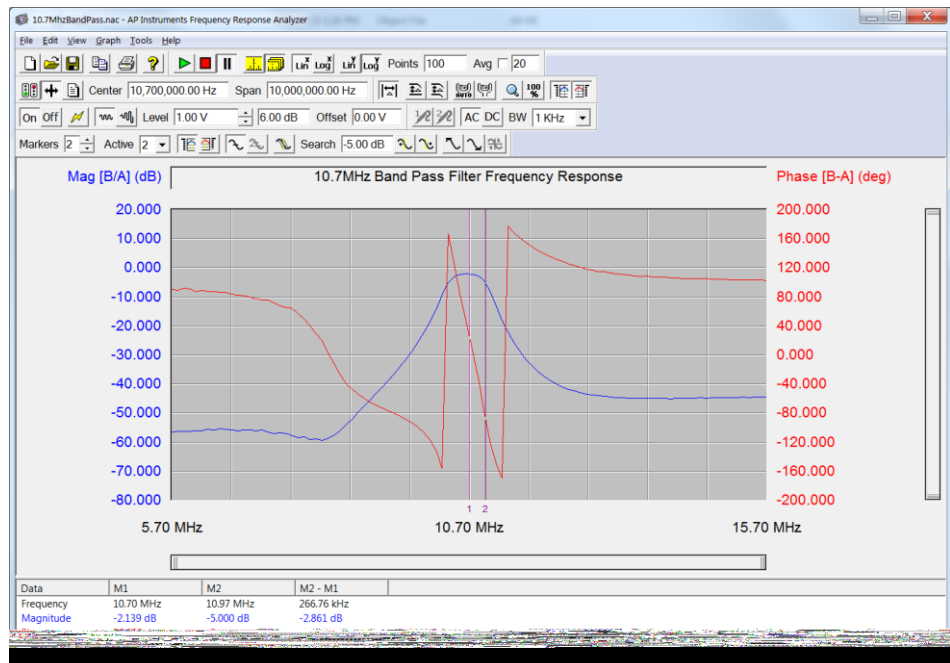 10.7MhzBandPass.nac - AP Instruments Frequency Response Analyzer
File Edit View Graph Tools Help
Lin Log Lin Log Points 100 Avg 20
Center 10,700,000.00 Hz Span 10,000,000.00 Hz AUTO 100 %
On Off Level 1.00 V 6.00 dB Offset 0.00 V AC DC BW 1 KHz
Markers 2 Active 2 Search -5.00 dB
Mag [B/A] (dB) 10.7MHz Band Pass Filter Frequency Response Phase [B-A] (deg)
20.000 200.000
10.000 160.000
0.000 120.000
-10.000 80.000
-20.000 40.000
-30.000 0.000
-40.000 -40.000
-50.000 -80.000
-60.000 -120.000
-70.000 -160.000
-80.000 -200.000
1 2
5.70 MHz 10.70 MHz 15.70 MHz
Data M1 M2 M2 - M1
Frequency 10.70 MHz 10.97 MHz 266.76 kHz
Magnitude -2.139 dB -5.000 dB -2.861 dB